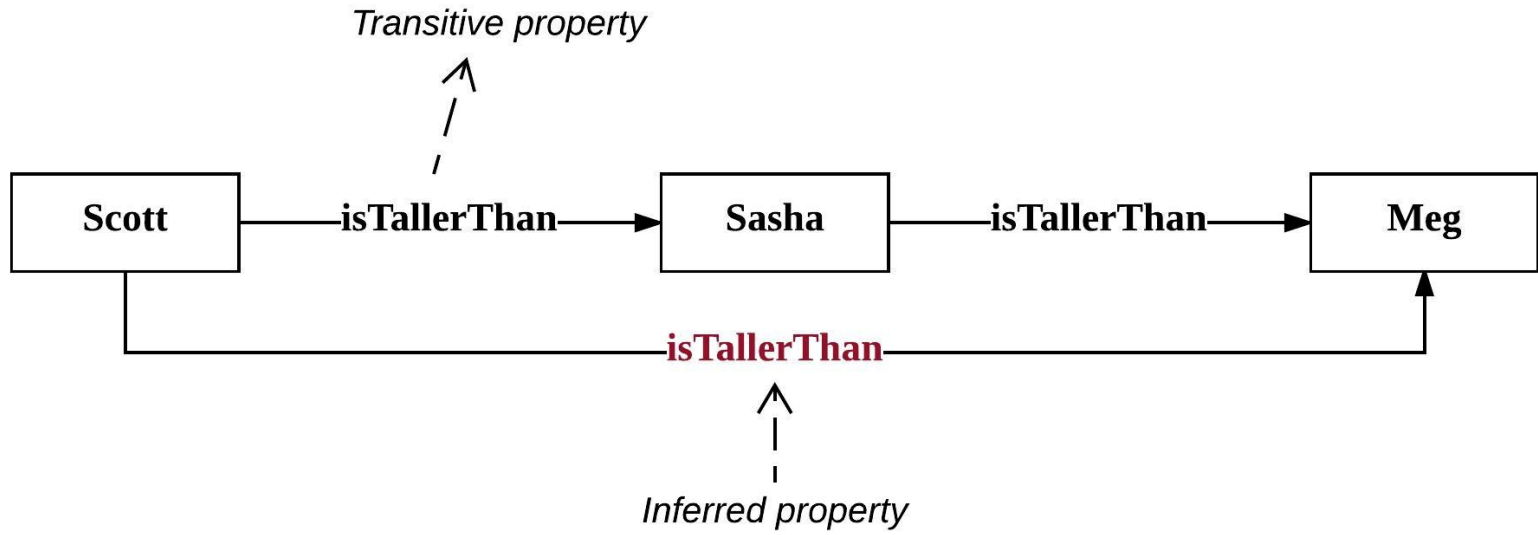 Transitive property
Scott isTallerThan Sasha isTallerThan Meg
isTallerThan
Inferred property